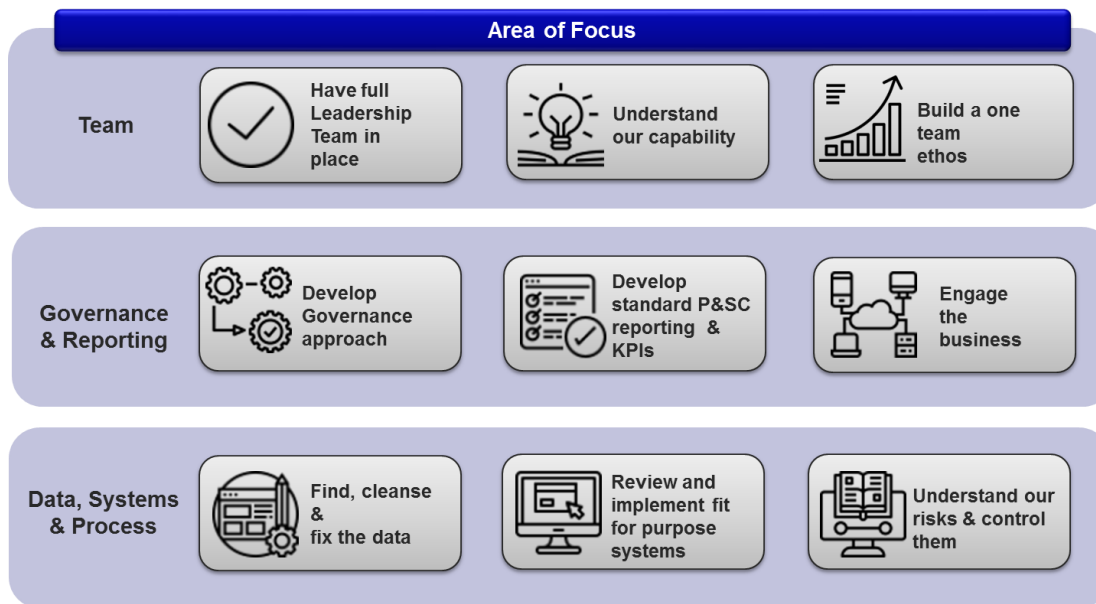 Area of Focus
Team
Have full
Leadership
Team in
place
Understand
our capability
Build a one
team
ethos
Governance
& Reporting
Develop
Governance
approach
Develop
standard P&SC
reporting &
KPIs
Engage
the
business
Data, Systems
& Process
Find, cleanse
&
fix the data
Review and
implement fit
for purpose
systems
Understand our
risks & control
them